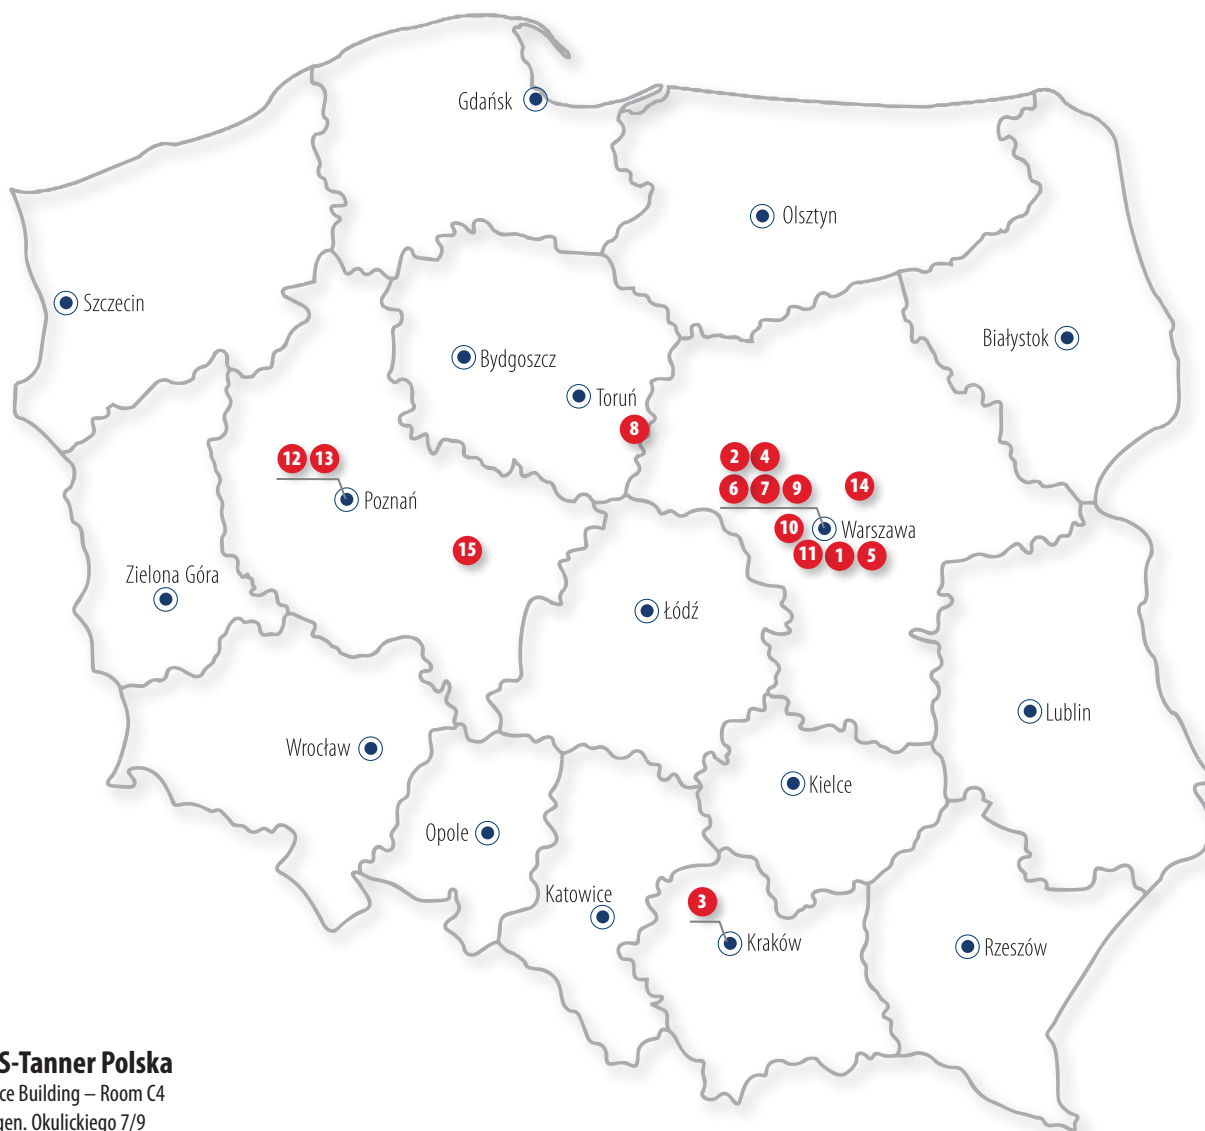 Gdańsk
Olsztyn
Szczecin
Białystok
Bydgoszcz
Toruń
8
12 13
2 4
6 7 9
14
Poznań
10
Warszawa
15
11 1 5
Zielona Góra
Łódź
Lublin
Wrocław
Kielce
Opole
Katowice
3
Kraków
Rzeszów
S-Tanner Polska
ce Building – Room C4
gen. Okulickiego 7/9